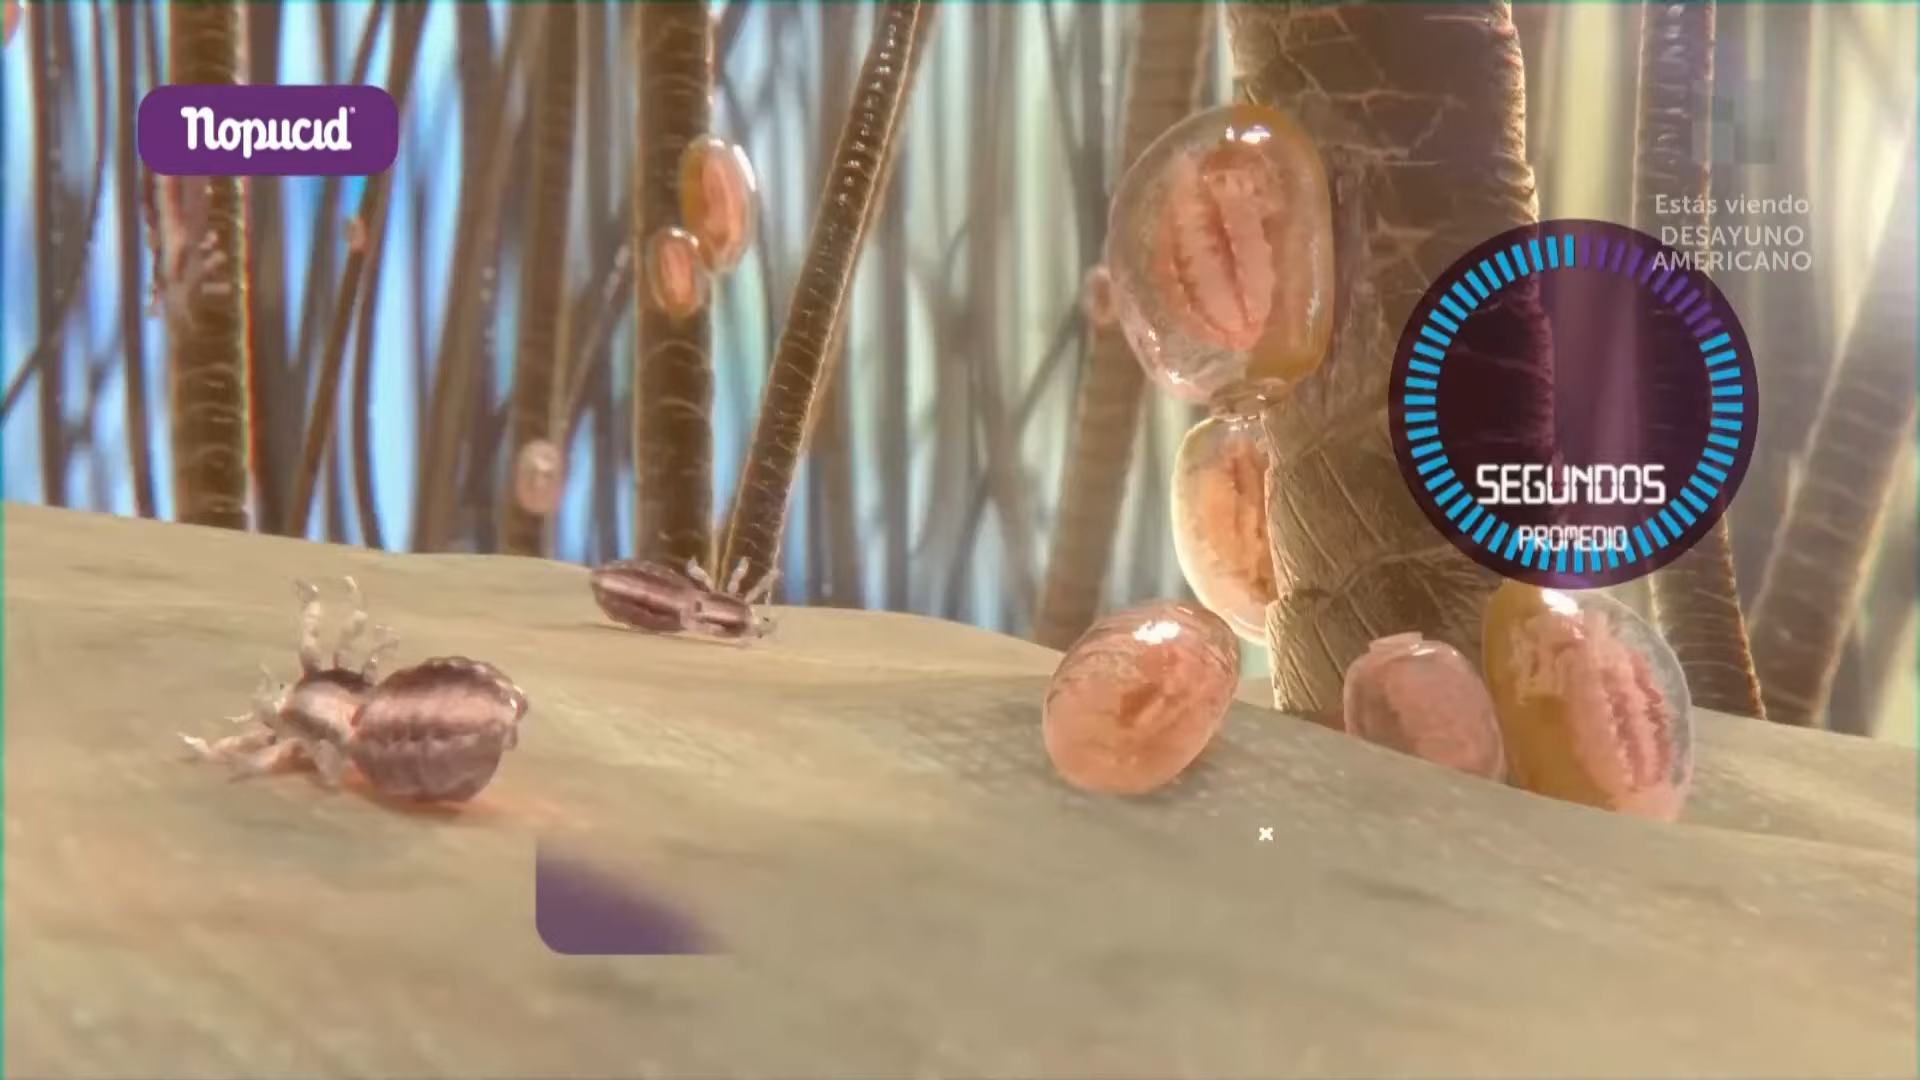 Nopucid
Estás viendo
DESAYUNO
AMERICANO
SEGUNDOS
PROMEDIO